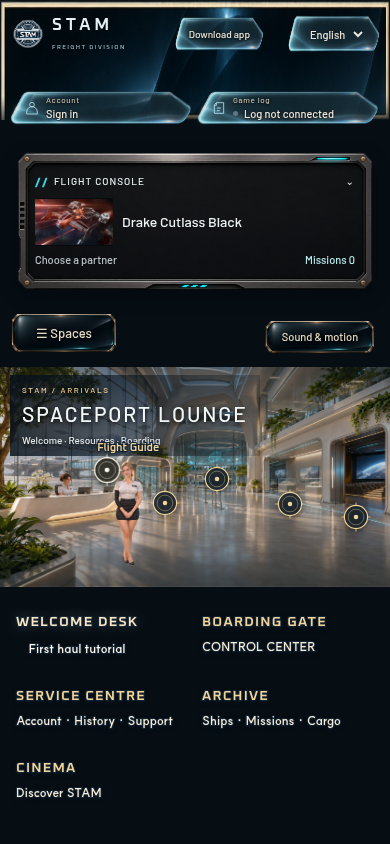 STAM
STAM
FREIGHT DIVISION
Download app
English
Account
Sign in
Game log
Log not connected
// FLIGHT CONSOLE
Drake Cutlass Black
Choose a partner
Missions 0
☰ Spaces
Sound & motion
STAM / ARRIVALS
SPACEPORT LOUNGE
Welcome · Resources · Boarding
Flight Guide
WELCOME DESK
First haul tutorial
BOARDING GATE
CONTROL CENTER
SERVICE CENTRE
Account · History · Support
ARCHIVE
Ships · Missions · Cargo
CINEMA
Discover STAM